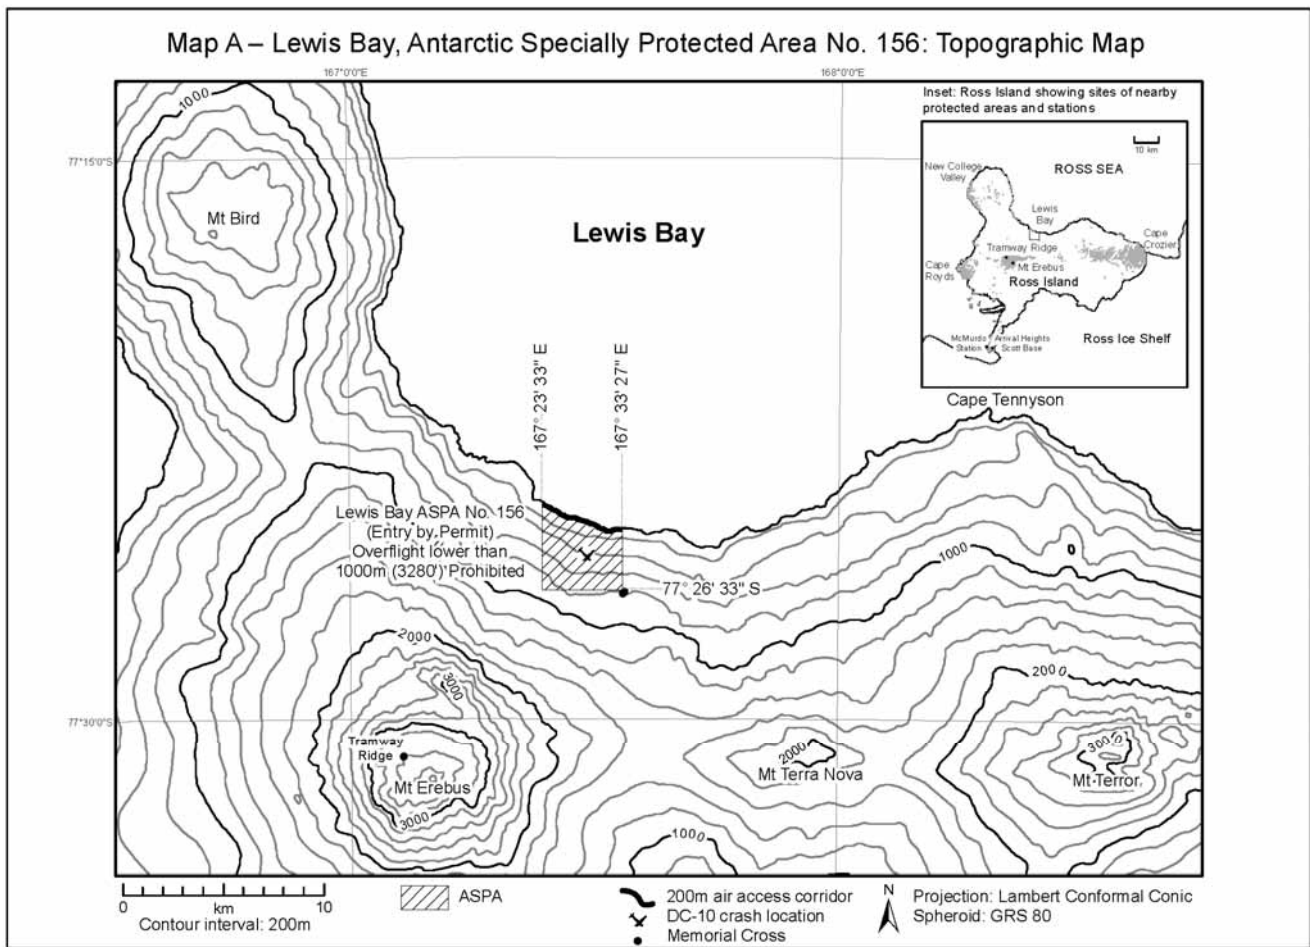 Map A – Lewis Bay, Antarctic Specially Protected Area No. 156: Topographic Map
167°0'0"E
168°0'0"E
Inset: Ross Island showing sites of nearby
protected areas and stations
10 km
ROSS SEA
New College
Valley
Lewis
Bay
Cape
Crozier
Tramway Ridge
Mt Erebus
Cape
Royds
Ross Island
McMurdo
Station
Arrival Heights
Scott Base
Ross Ice Shelf
1000
77°15'0"S
Mt Bird
Lewis Bay
167° 23' 33" E
167° 33' 27" E
Cape Tennyson
Lewis Bay ASPA No. 156
(Entry by Permit)
Overflight lower than
1000m (3280') Prohibited
1000
77° 26' 33" S
2000
3000
2000
77°30'0"S
Tramway
Ridge
Mt Erebus
3000
2000
Mt Terra Nova
3000
Mt Terror
1000
0 km 10
Contour interval: 200m
ASPA
200m air access corridor
DC-10 crash location
Memorial Cross
N
Projection: Lambert Conformal Conic
Spheroid: GRS 80